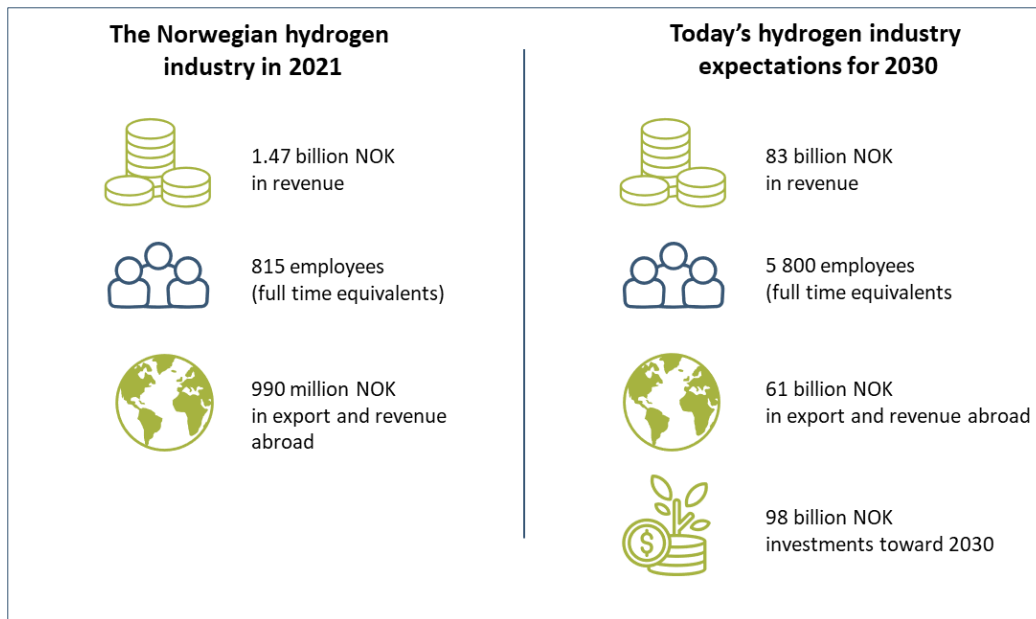 The Norwegian hydrogen
industry in 2021
1.47 billion NOK
in revenue
815 employees
(full time equivalents)
990 million NOK
in export and revenue
abroad
Today's hydrogen industry
expectations for 2030
83 billion NOK
in revenue
5 800 employees
(full time equivalents
61 billion NOK
in export and revenue abroad
$
98 billion NOK
investments toward 2030